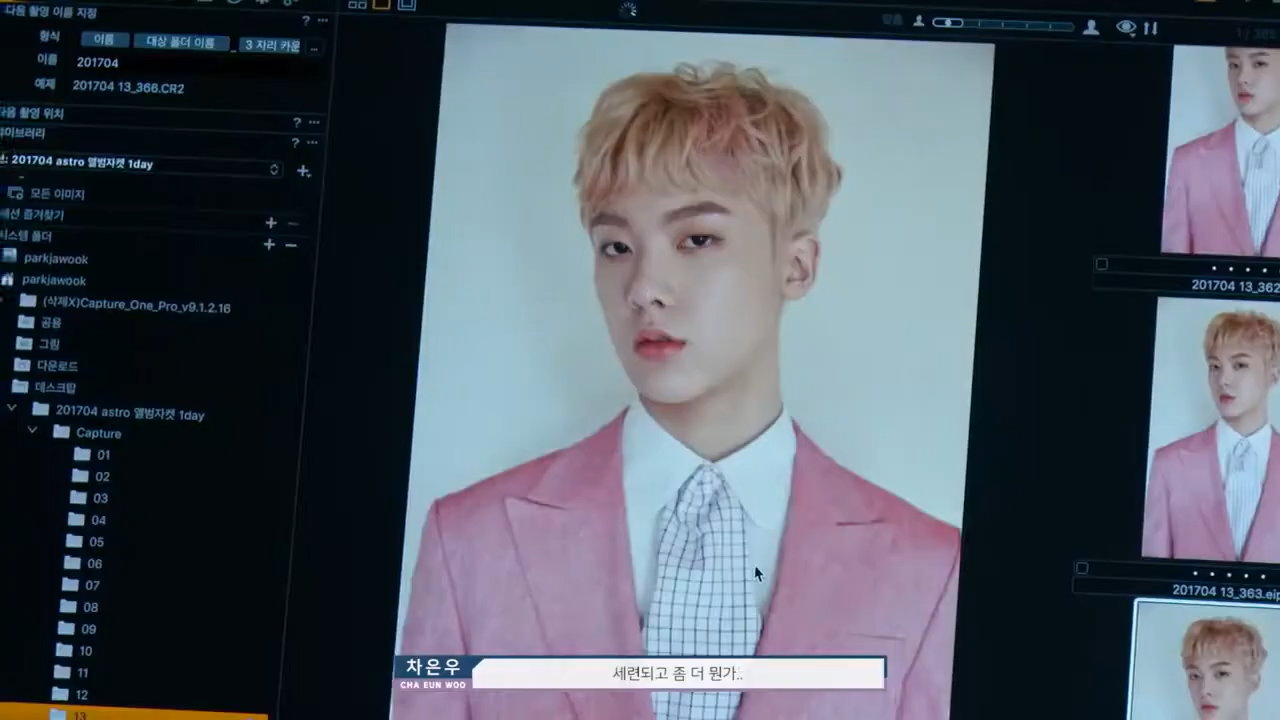 다음 촬영 이름 지정
? ...
형식
이름
대상 폴더 이름
_
3 자리 카운
...
이름
201704
예제
201704 13_366.CR2
다음 촬영 위치
? ...
라이브러리
? ...
201704 astro 앨범자켓 1day
모든 이미지
세션 즐겨찾기
시스템 폴더
parkjawook
parkjawook
(삭제X)Capture_One_Pro_v9.1.2.16
공용
그림
다운로드
데스크탑
201704 astro 앨범자켓 1day
Capture
01
02
03
04
05
06
07
08
09
10
11
12
13
맞춤
201704 13_362
201704 13_363.eip
차은우
CHA EUN WOO
세련되고 좀 더 뭔가..